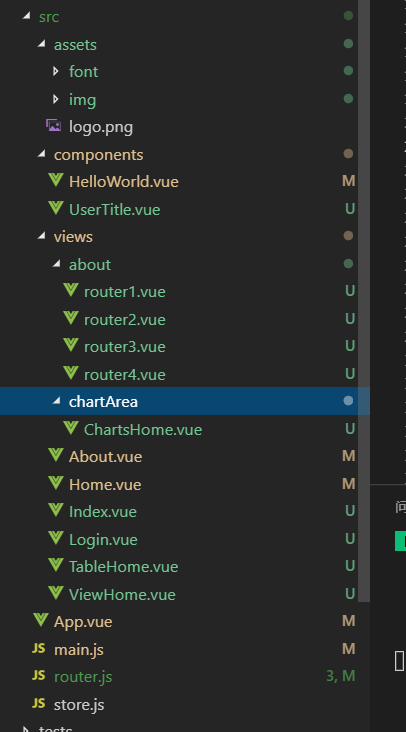 src
assets
font
img
logo.png
components
HelloWorld.vue M
UserTitle.vue U
views
about
router1.vue U
router2.vue U
router3.vue U
router4.vue U
chartArea
ChartsHome.vue U
About.vue M
Home.vue M
Index.vue U
Login.vue U
TableHome.vue U
ViewHome.vue U
App.vue M
JS main.js M
JS router.js 3, M
JS store.js
tests